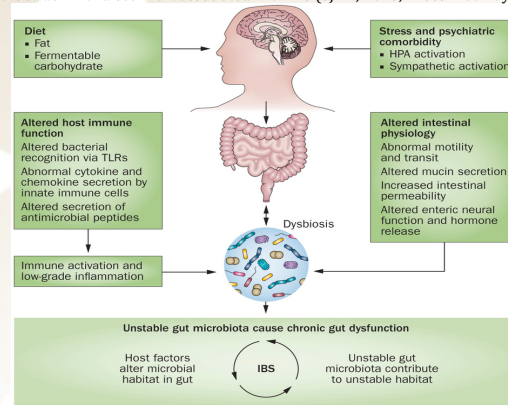 Diet
▪ Fat
▪ Fermentable
carbohydrate
Stress and psychiatric
comorbidity
▪ HPA activation
▪ Sympathetic activation
Altered host immune
function
Altered bacterial
recognition via TLRs
Abnormal cytokine and
chemokine secretion by
innate immune cells
Altered secretion of
antimicrobial peptides
Altered intestinal
physiology
Abnormal motility
and transit
Altered mucin secretion
Increased intestinal
permeability
Altered enteric neural
function and hormone
release
Dysbiosis
Immune activation and
low-grade inflammation
Unstable gut microbiota cause chronic gut dysfunction
Host factors
alter microbial
habitat in gut
IBS
Unstable gut
microbiota contribute
to unstable habitat